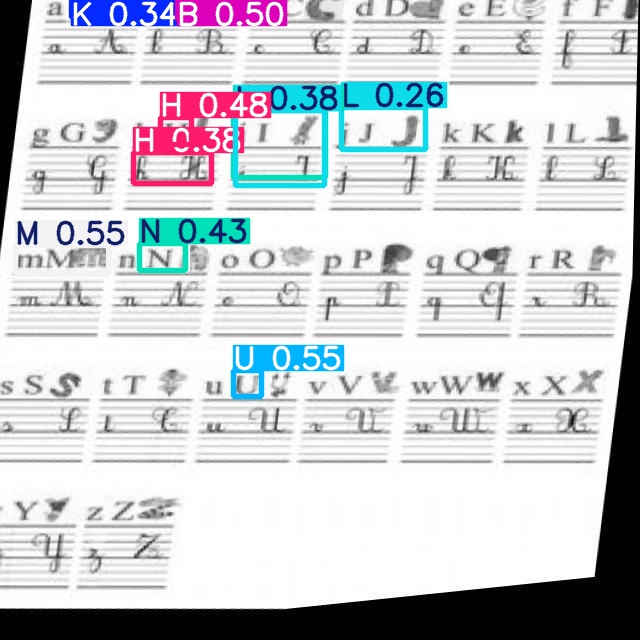 K 0.34 B 0.50
a C d D e E f F
a A b B c C d D e E f F
H 0.48 0.38 L 0.26
g G I j J k K k l L L
H 0.38
g G h H i I j J k K l L
M 0.55 N 0.43
m M m n N o O p P P q Q r R r
m M n N o O p P q Q r R
U 0.55
s S S t T u U v V w W W x X X
s S t T u U v V w W x X
Y z Z
Y z Z